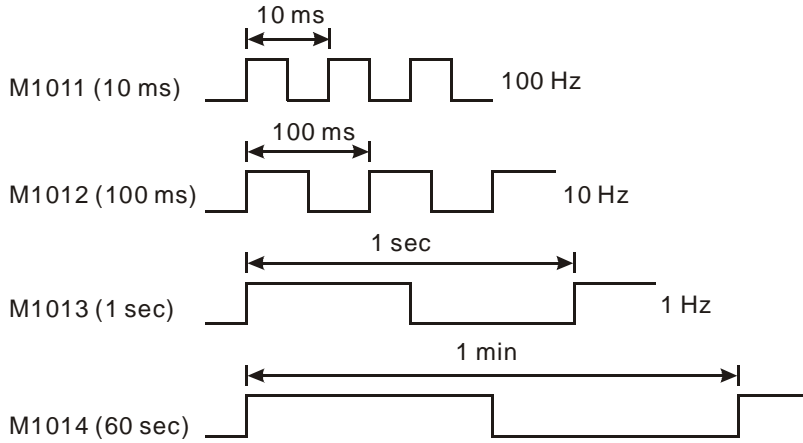 10 ms
M1011 (10 ms)
100 Hz
100 ms
M1012 (100 ms)
10 Hz
1 sec
M1013 (1 sec)
1 Hz
1 min
M1014 (60 sec)